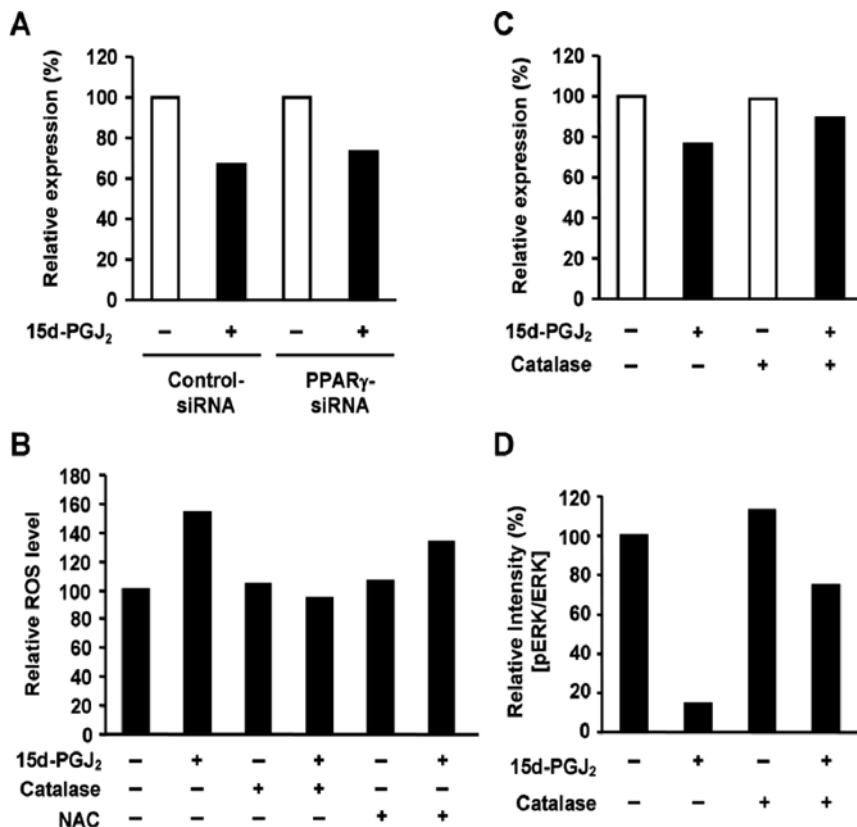 A
Relative expression (%)
120
100
80
60
40
20
0
15d-PGJ₂ − + − +
Control-
siRNA
PPARγ-
siRNA
B
Relative ROS level
180
160
140
120
100
80
60
40
20
0
15d-PGJ₂ − + − + − +
Catalase − − + + − −
NAC − − − − + +
C
Relative expression (%)
120
100
80
60
40
20
0
15d-PGJ₂ − + − +
Catalase − − + +
D
Relative Intensity (%)
[pERK/ERK]
120
100
80
60
40
20
0
15d-PGJ₂ − + − +
Catalase − − + +